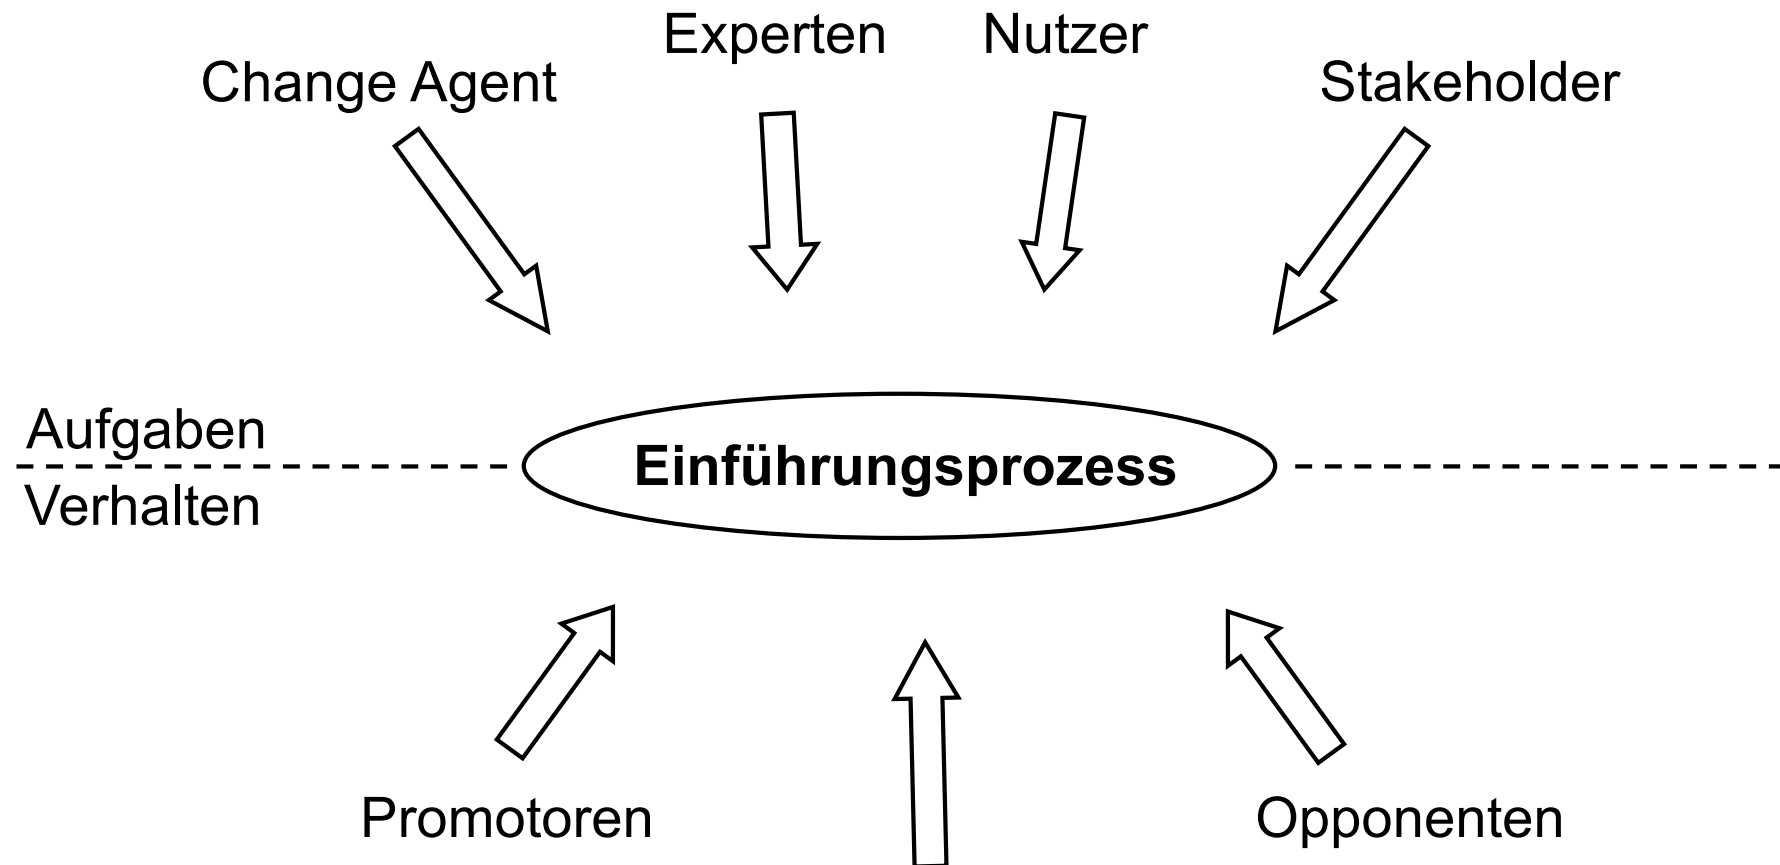 Experten
Nutzer
Change Agent
Stakeholder
Aufgaben
Einführungsprozess
Verhalten
Promotoren
Opponenten